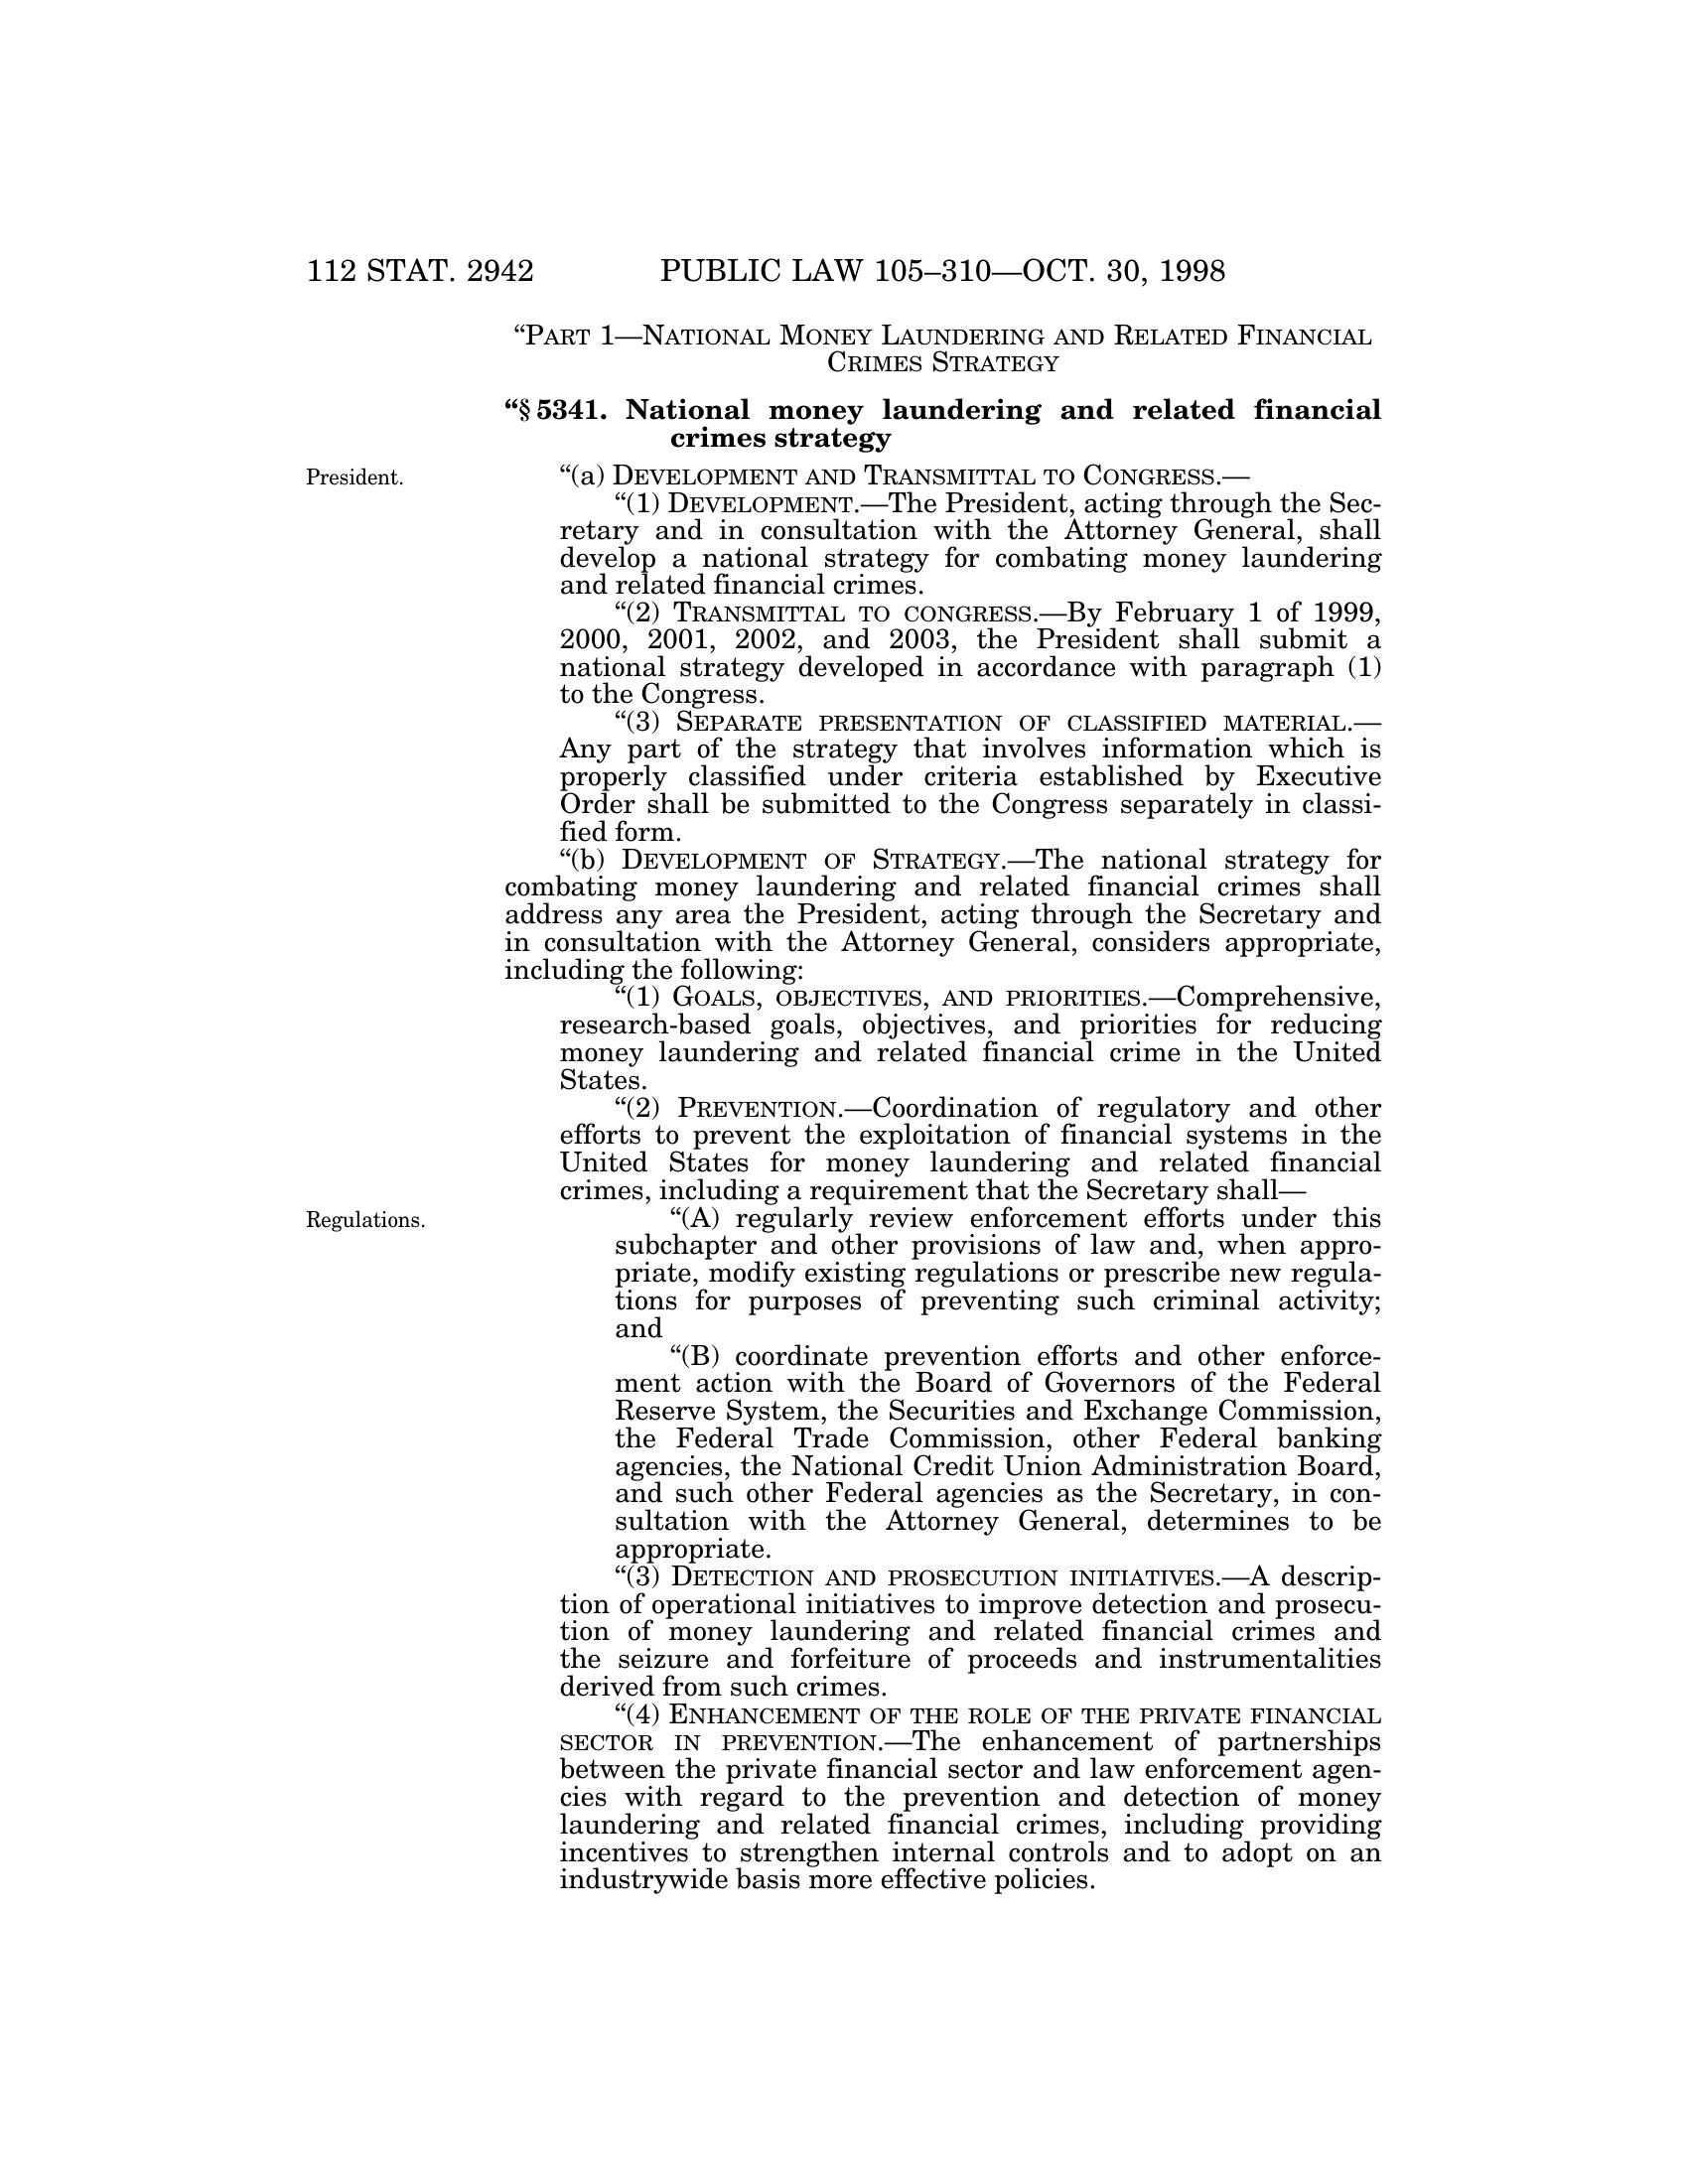 112 STAT. 2942 PUBLIC LAW 105–310—OCT. 30, 1998
“PART 1—NATIONAL MONEY LAUNDERING AND RELATED FINANCIAL
CRIMES STRATEGY
“§ 5341. National money laundering and related financial
crimes strategy
President.
“(a) DEVELOPMENT AND TRANSMITTAL TO CONGRESS.—
“(1) DEVELOPMENT.—The President, acting through the Sec-
retary and in consultation with the Attorney General, shall
develop a national strategy for combating money laundering
and related financial crimes.
“(2) TRANSMITTAL TO CONGRESS.—By February 1 of 1999,
2000, 2001, 2002, and 2003, the President shall submit a
national strategy developed in accordance with paragraph (1)
to the Congress.
“(3) SEPARATE PRESENTATION OF CLASSIFIED MATERIAL.—
Any part of the strategy that involves information which is
properly classified under criteria established by Executive
Order shall be submitted to the Congress separately in classi-
fied form.
“(b) DEVELOPMENT OF STRATEGY.—The national strategy for
combating money laundering and related financial crimes shall
address any area the President, acting through the Secretary and
in consultation with the Attorney General, considers appropriate,
including the following:
“(1) GOALS, OBJECTIVES, AND PRIORITIES.—Comprehensive,
research-based goals, objectives, and priorities for reducing
money laundering and related financial crime in the United
States.
“(2) PREVENTION.—Coordination of regulatory and other
efforts to prevent the exploitation of financial systems in the
United States for money laundering and related financial
crimes, including a requirement that the Secretary shall—
Regulations.
“(A) regularly review enforcement efforts under this
subchapter and other provisions of law and, when appro-
priate, modify existing regulations or prescribe new regula-
tions for purposes of preventing such criminal activity;
and
“(B) coordinate prevention efforts and other enforce-
ment action with the Board of Governors of the Federal
Reserve System, the Securities and Exchange Commission,
the Federal Trade Commission, other Federal banking
agencies, the National Credit Union Administration Board,
and such other Federal agencies as the Secretary, in con-
sultation with the Attorney General, determines to be
appropriate.
“(3) DETECTION AND PROSECUTION INITIATIVES.—A descrip-
tion of operational initiatives to improve detection and prosecu-
tion of money laundering and related financial crimes and
the seizure and forfeiture of proceeds and instrumentalities
derived from such crimes.
“(4) ENHANCEMENT OF THE ROLE OF THE PRIVATE FINANCIAL
SECTOR IN PREVENTION.—The enhancement of partnerships
between the private financial sector and law enforcement agen-
cies with regard to the prevention and detection of money
laundering and related financial crimes, including providing
incentives to strengthen internal controls and to adopt on an
industrywide basis more effective policies.